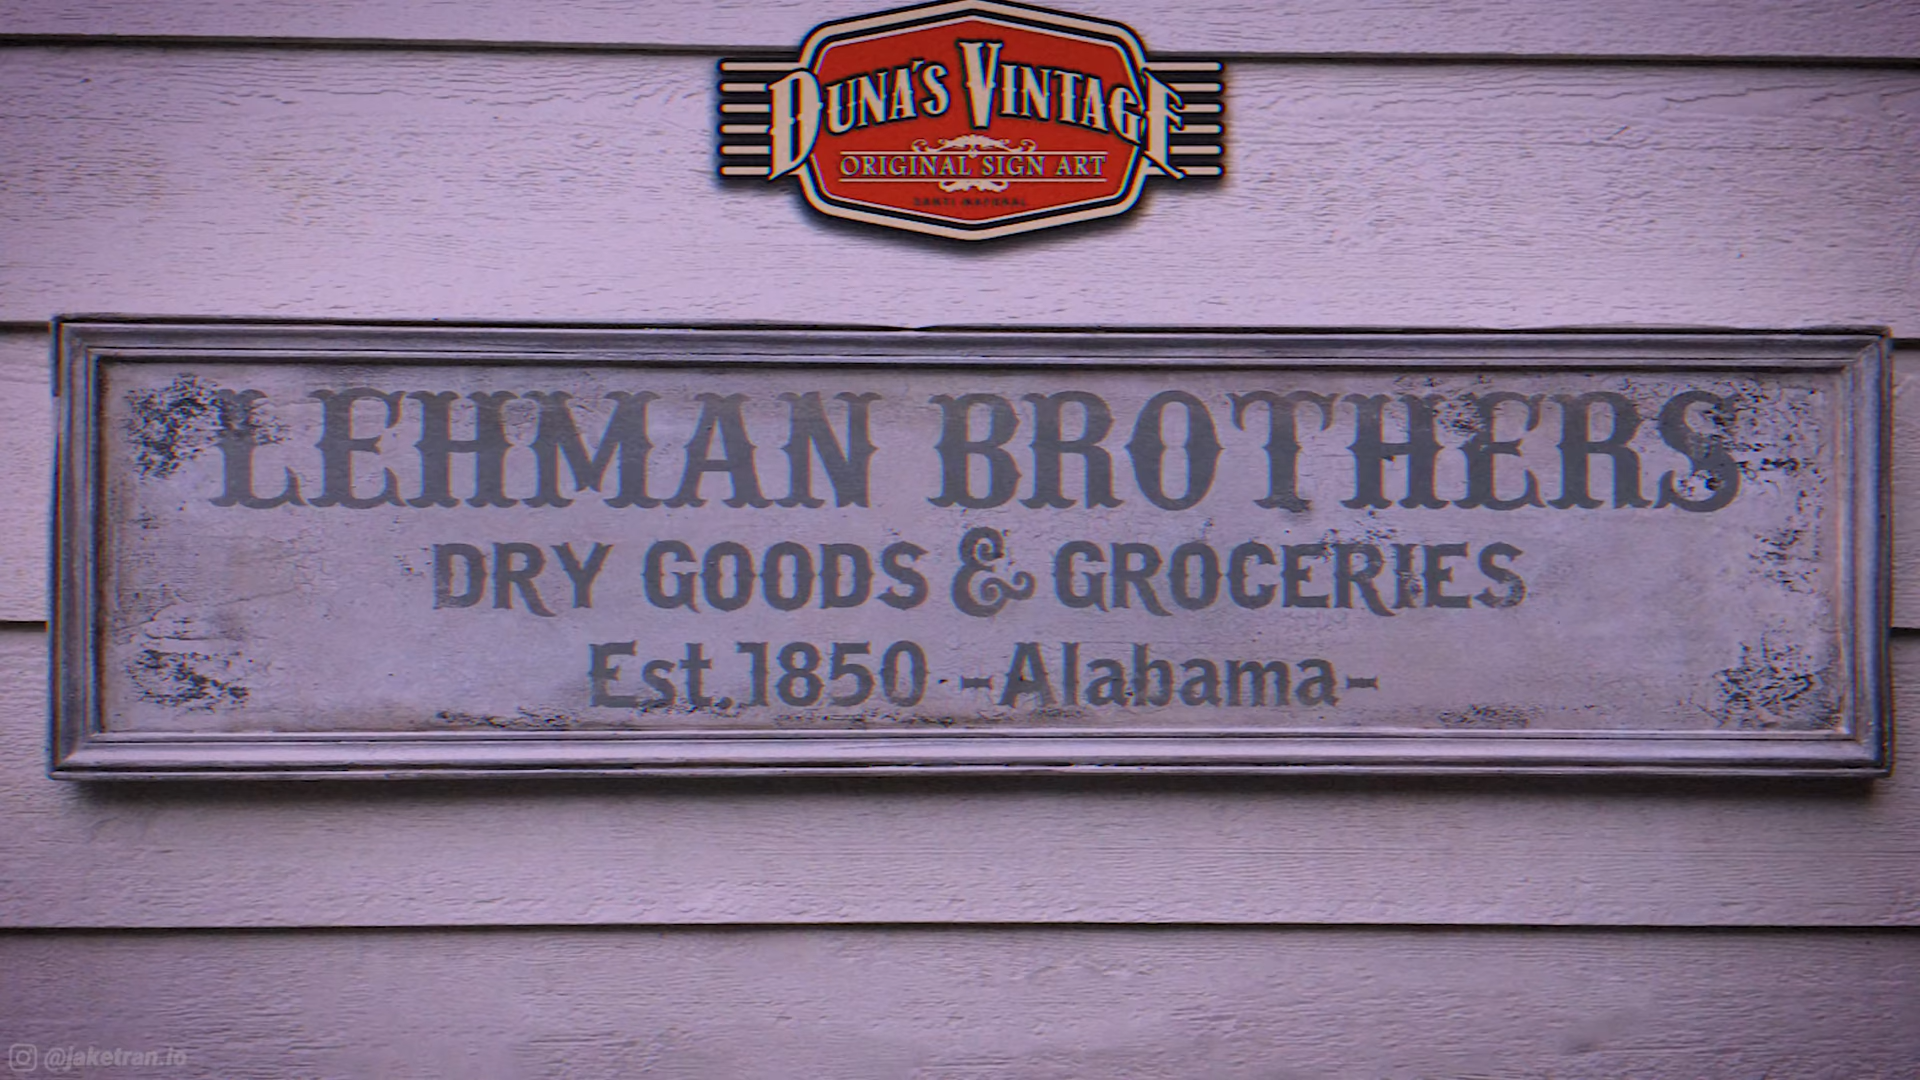 DUNA'S VINTAGE
ORIGINAL SIGN ART
LEHMAN BROTHERS
DRY GOODS & GROCERIES
Est.1850 -Alabama-
@jaketran.io